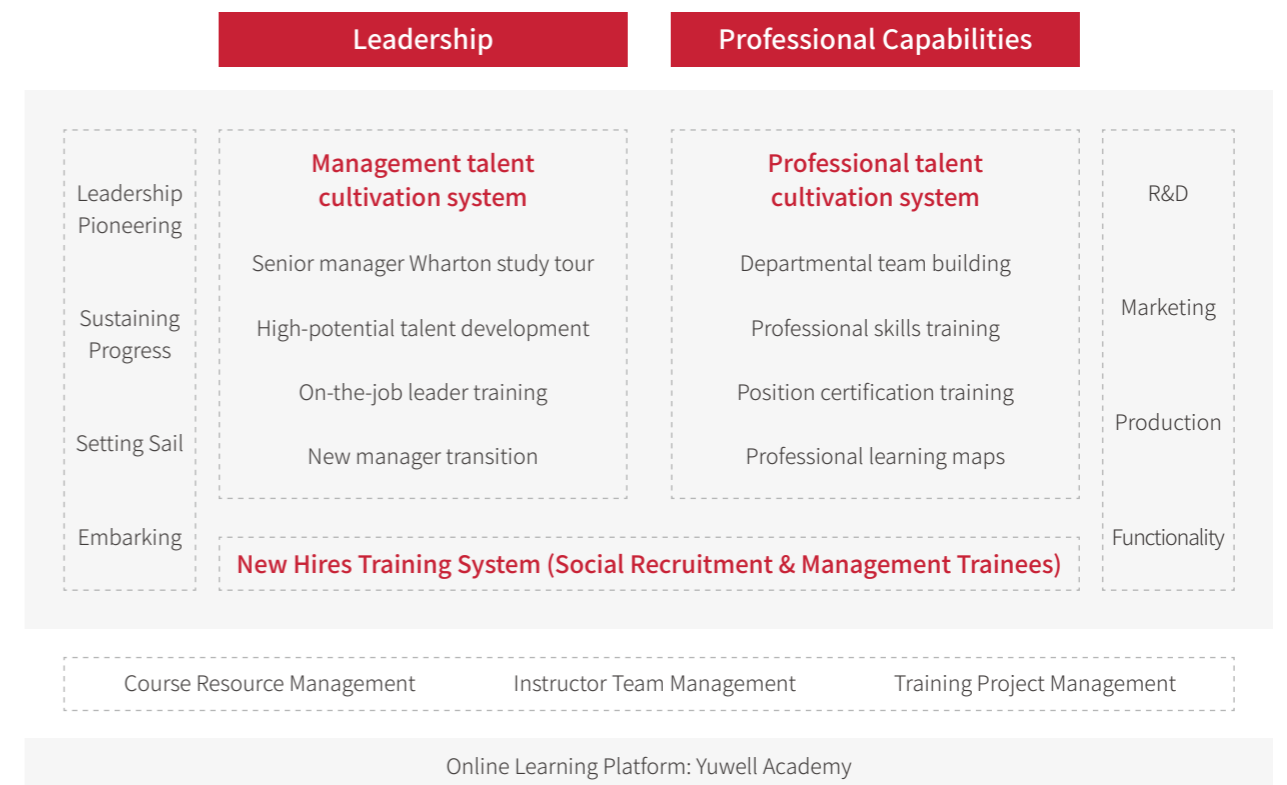 Leadership
Professional Capabilities
Leadership
Pioneering
Sustaining
Progress
Setting Sail
Embarking
Management talent
cultivation system
Senior manager Wharton study tour
High-potential talent development
On-the-job leader training
New manager transition
Professional talent
cultivation system
Departmental team building
Professional skills training
Position certification training
Professional learning maps
R&D
Marketing
Production
Functionality
New Hires Training System (Social Recruitment & Management Trainees)
Course Resource Management
Instructor Team Management
Training Project Management
Online Learning Platform: Yuwell Academy